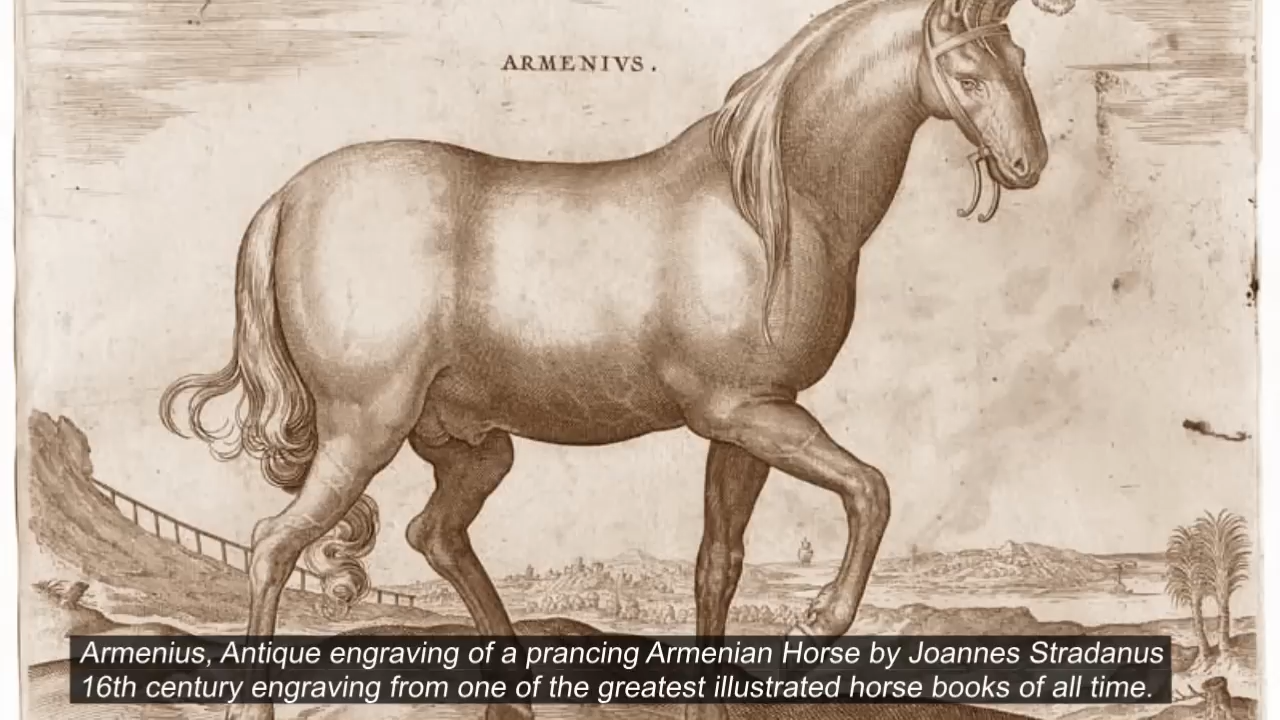 ARMENIVS.
Armenius, Antique engraving of a prancing Armenian Horse by Joannes Stradanus
16th century engraving from one of the greatest illustrated horse books of all time.